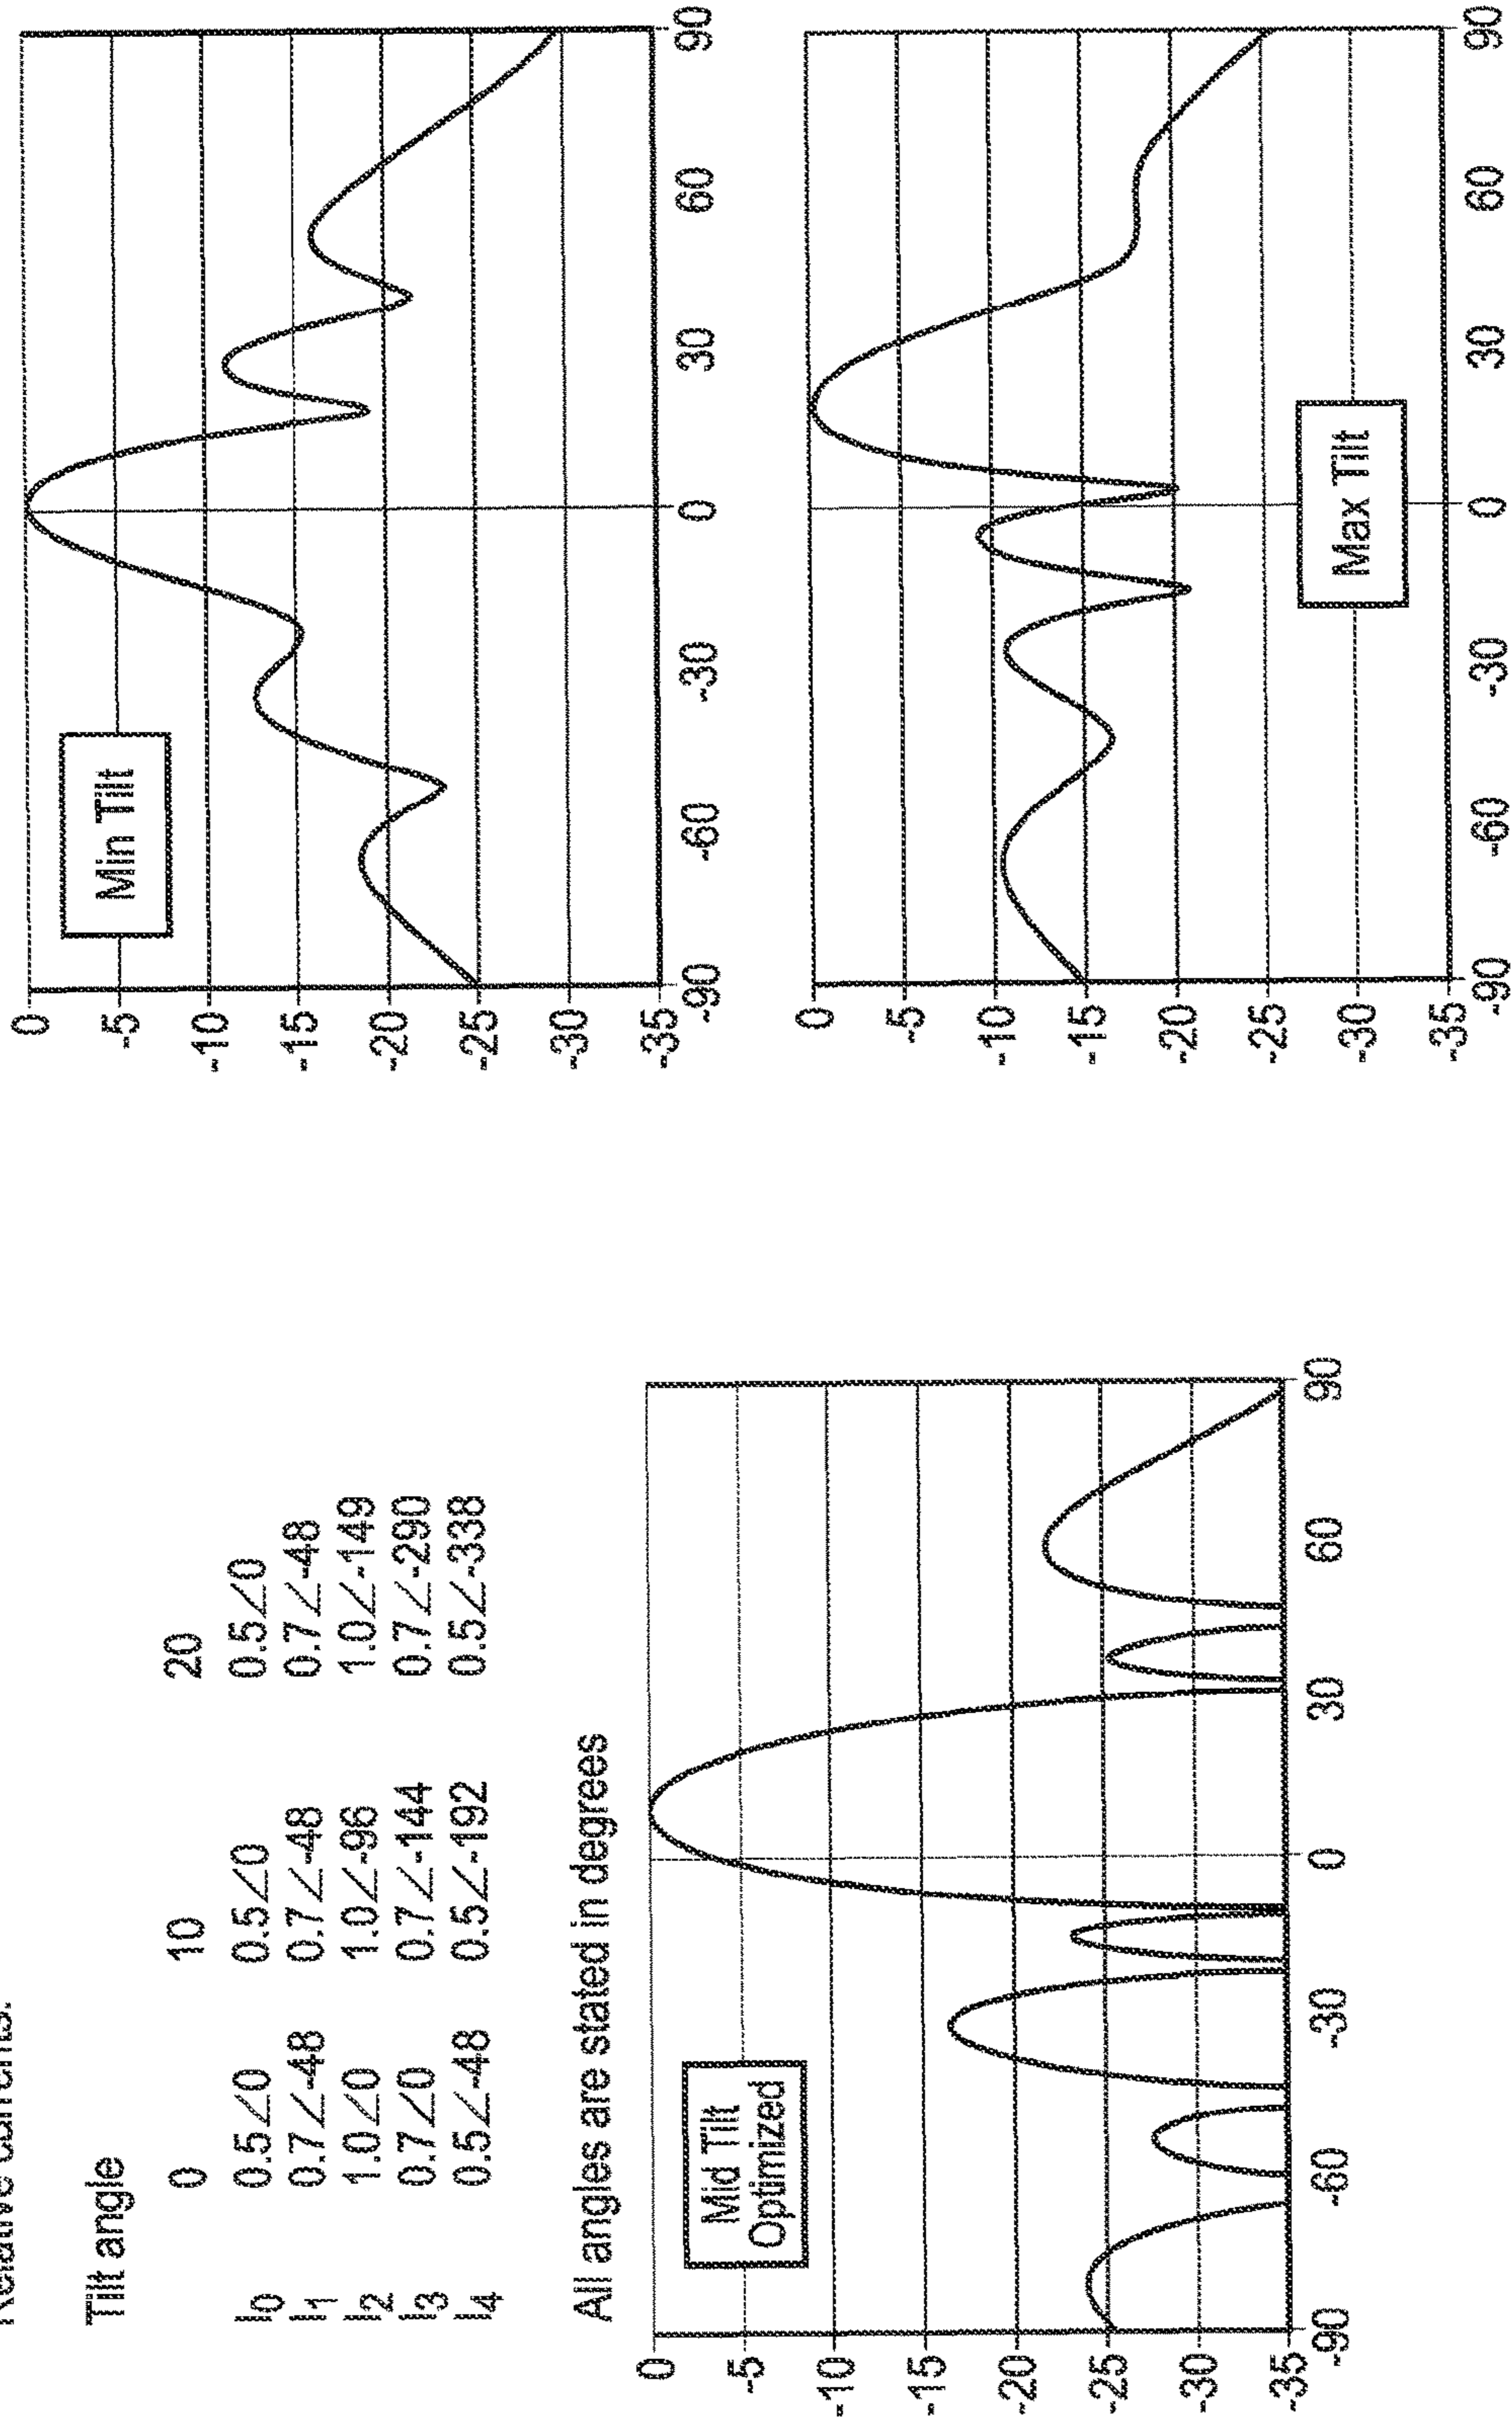 Relative currents:
Tilt angle
0 10 20
I0 0.5∠0 0.5∠0 0.5∠0
I1 0.7∠-48 0.7∠-48 0.7∠-48
I2 1.0∠0 1.0∠-96 1.0∠-149
I3 0.7∠0 0.7∠-144 0.7∠-290
I4 0.5∠-48 0.5∠-192 0.5∠-338
All angles are stated in degrees
Mid Tilt
Optimized
0
-5
-10
-15
-20
-25
-30
-35
-90 -60 -30 0 30 60 90
Min Tilt
0
-5
-10
-15
-20
-25
-30
-35
-90 -60 -30 0 30 60 90
Max Tilt
0
-5
-10
-15
-20
-25
-30
-35
-90 -60 -30 0 30 60 90